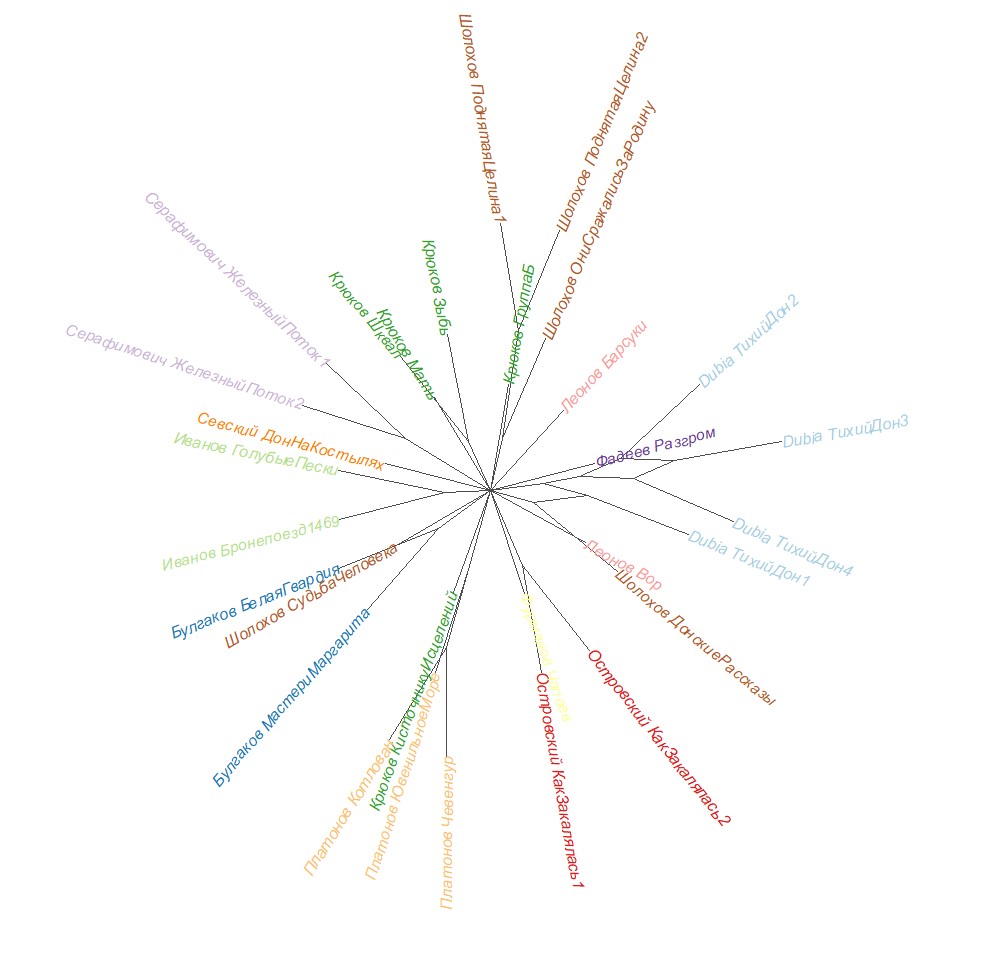 Шолохов ПоднятаяЦелина1
Шолохов ПоднятаяЦелина2
Шолохов ОниСражалисьЗаРодину
Серафимович ЖелезныйПоток1
Серафимович ЖелезныйПоток2
Крюков Зыбь
Крюков Шквал
Крюков Мать
Крюков ГруппаБ
Леонов Барсуки
Dubia ТихийДон2
Фадеев Разгром
Dubia ТихийДон3
Севский ДонНаКостылях
Иванов ГолубыеПески
Иванов Бронепоезд1469
Dubia ТихийДон4
Dubia ТихийДон1
Леонов Вор
Шолохов ДонскиеРассказы
Булгаков БелаяГвардия
Шолохов СудьбаЧеловека
Булгаков МастериМаргарита
Крюков КисточникуИсцелений
Платонов Котлован
Платонов ЮвенильноеМоре
Платонов Чевенгур
Островский КакЗакалялась1
Островский КакЗакалялась2